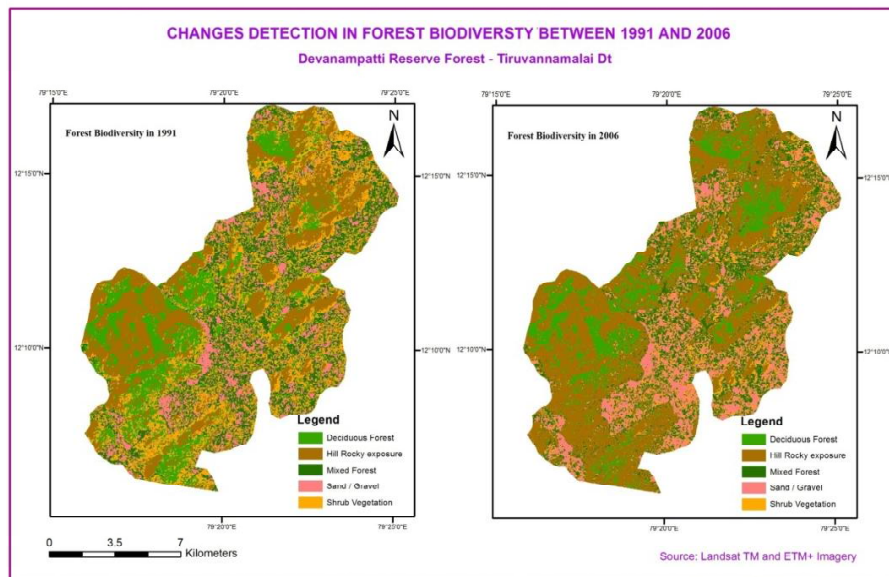 CHANGES DETECTION IN FOREST BIODIVERSTY BETWEEN 1991 AND 2006
Devanampatti Reserve Forest - Tiruvannamalai Dt
79°15'0"E
79°20'0"E
79°25'0"E
Forest Biodiversity in 1991
N
12°15'0"N
12°10'0"N
Legend
Deciduous Forest
Hill Rocky exposure
Mixed Forest
Sand / Gravel
Shrub Vegetation
79°20'0"E
79°25'0"E
0 3.5 7
Kilometers
79°15'0"E
79°20'0"E
79°25'0"E
Forest Biodiversity in 2006
N
12°15'0"N
12°15'0"N
12°10'0"N
12°10'0"N
Legend
Deciduous Forest
Hill Rocky exposure
Mixed Forest
Sand / Gravel
Shrub Vegetation
79°20'0"E
79°25'0"E
Source: Landsat TM and ETM+ Imagery